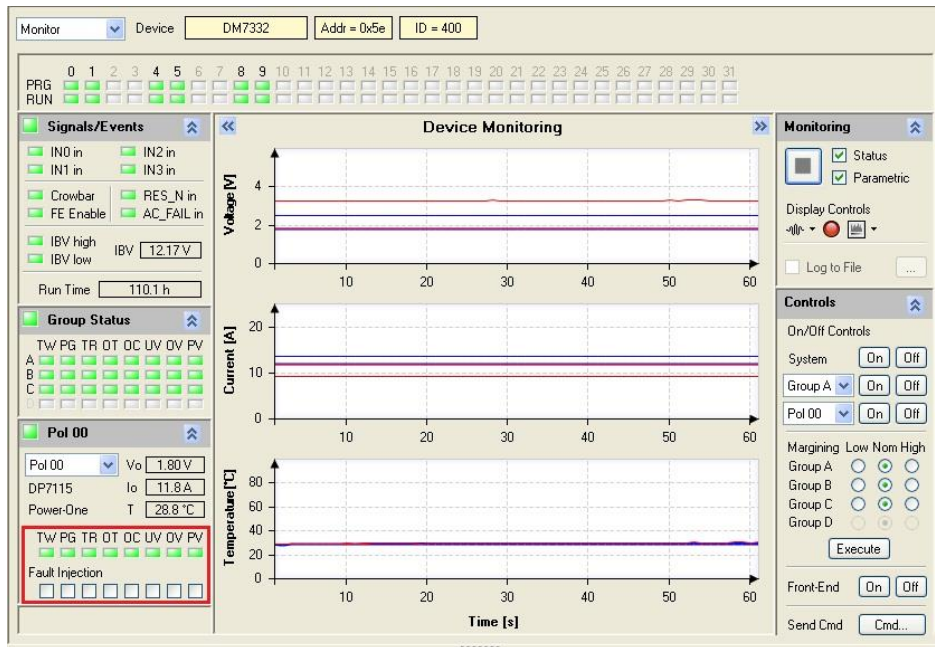 Monitor Device DM7332 Addr = 0x5e ID = 400
0 1 2 3 4 5 6 7 8 9 10 11 12 13 14 15 16 17 18 19 20 21 22 23 24 25 26 27 28 29 30 31
PRG
RUN
Signals/Events
IN0 in IN2 in
IN1 in IN3 in
Crowbar RES_N in
FE Enable AC_FAIL in
IBV high
IBV low
IBV 12.17 V
Run Time 110.1 h
Group Status
TW PG TR OT OC UV OV PV
A
B
C
D
Pol 00
Pol 00 Vo 1.80 V
DP7115 Io 11.8 A
Power-One T 28.8 °C
TW PG TR OT OC UV OV PV
Fault Injection
Device Monitoring
Voltage [V]
4
2
0
10 20 30 40 50 60
Current [A]
20
10
0
10 20 30 40 50 60
Temperature [°C]
80
60
40
20
0
10 20 30 40 50 60
Time [s]
Monitoring
Status
Parametric
Display Controls
Log to File ...
Controls
On/Off Controls
System On Off
Group A On Off
Pol 00 On Off
Margining Low Nom High
Group A
Group B
Group C
Group D
Execute
Front-End On Off
Send Cmd Cmd...